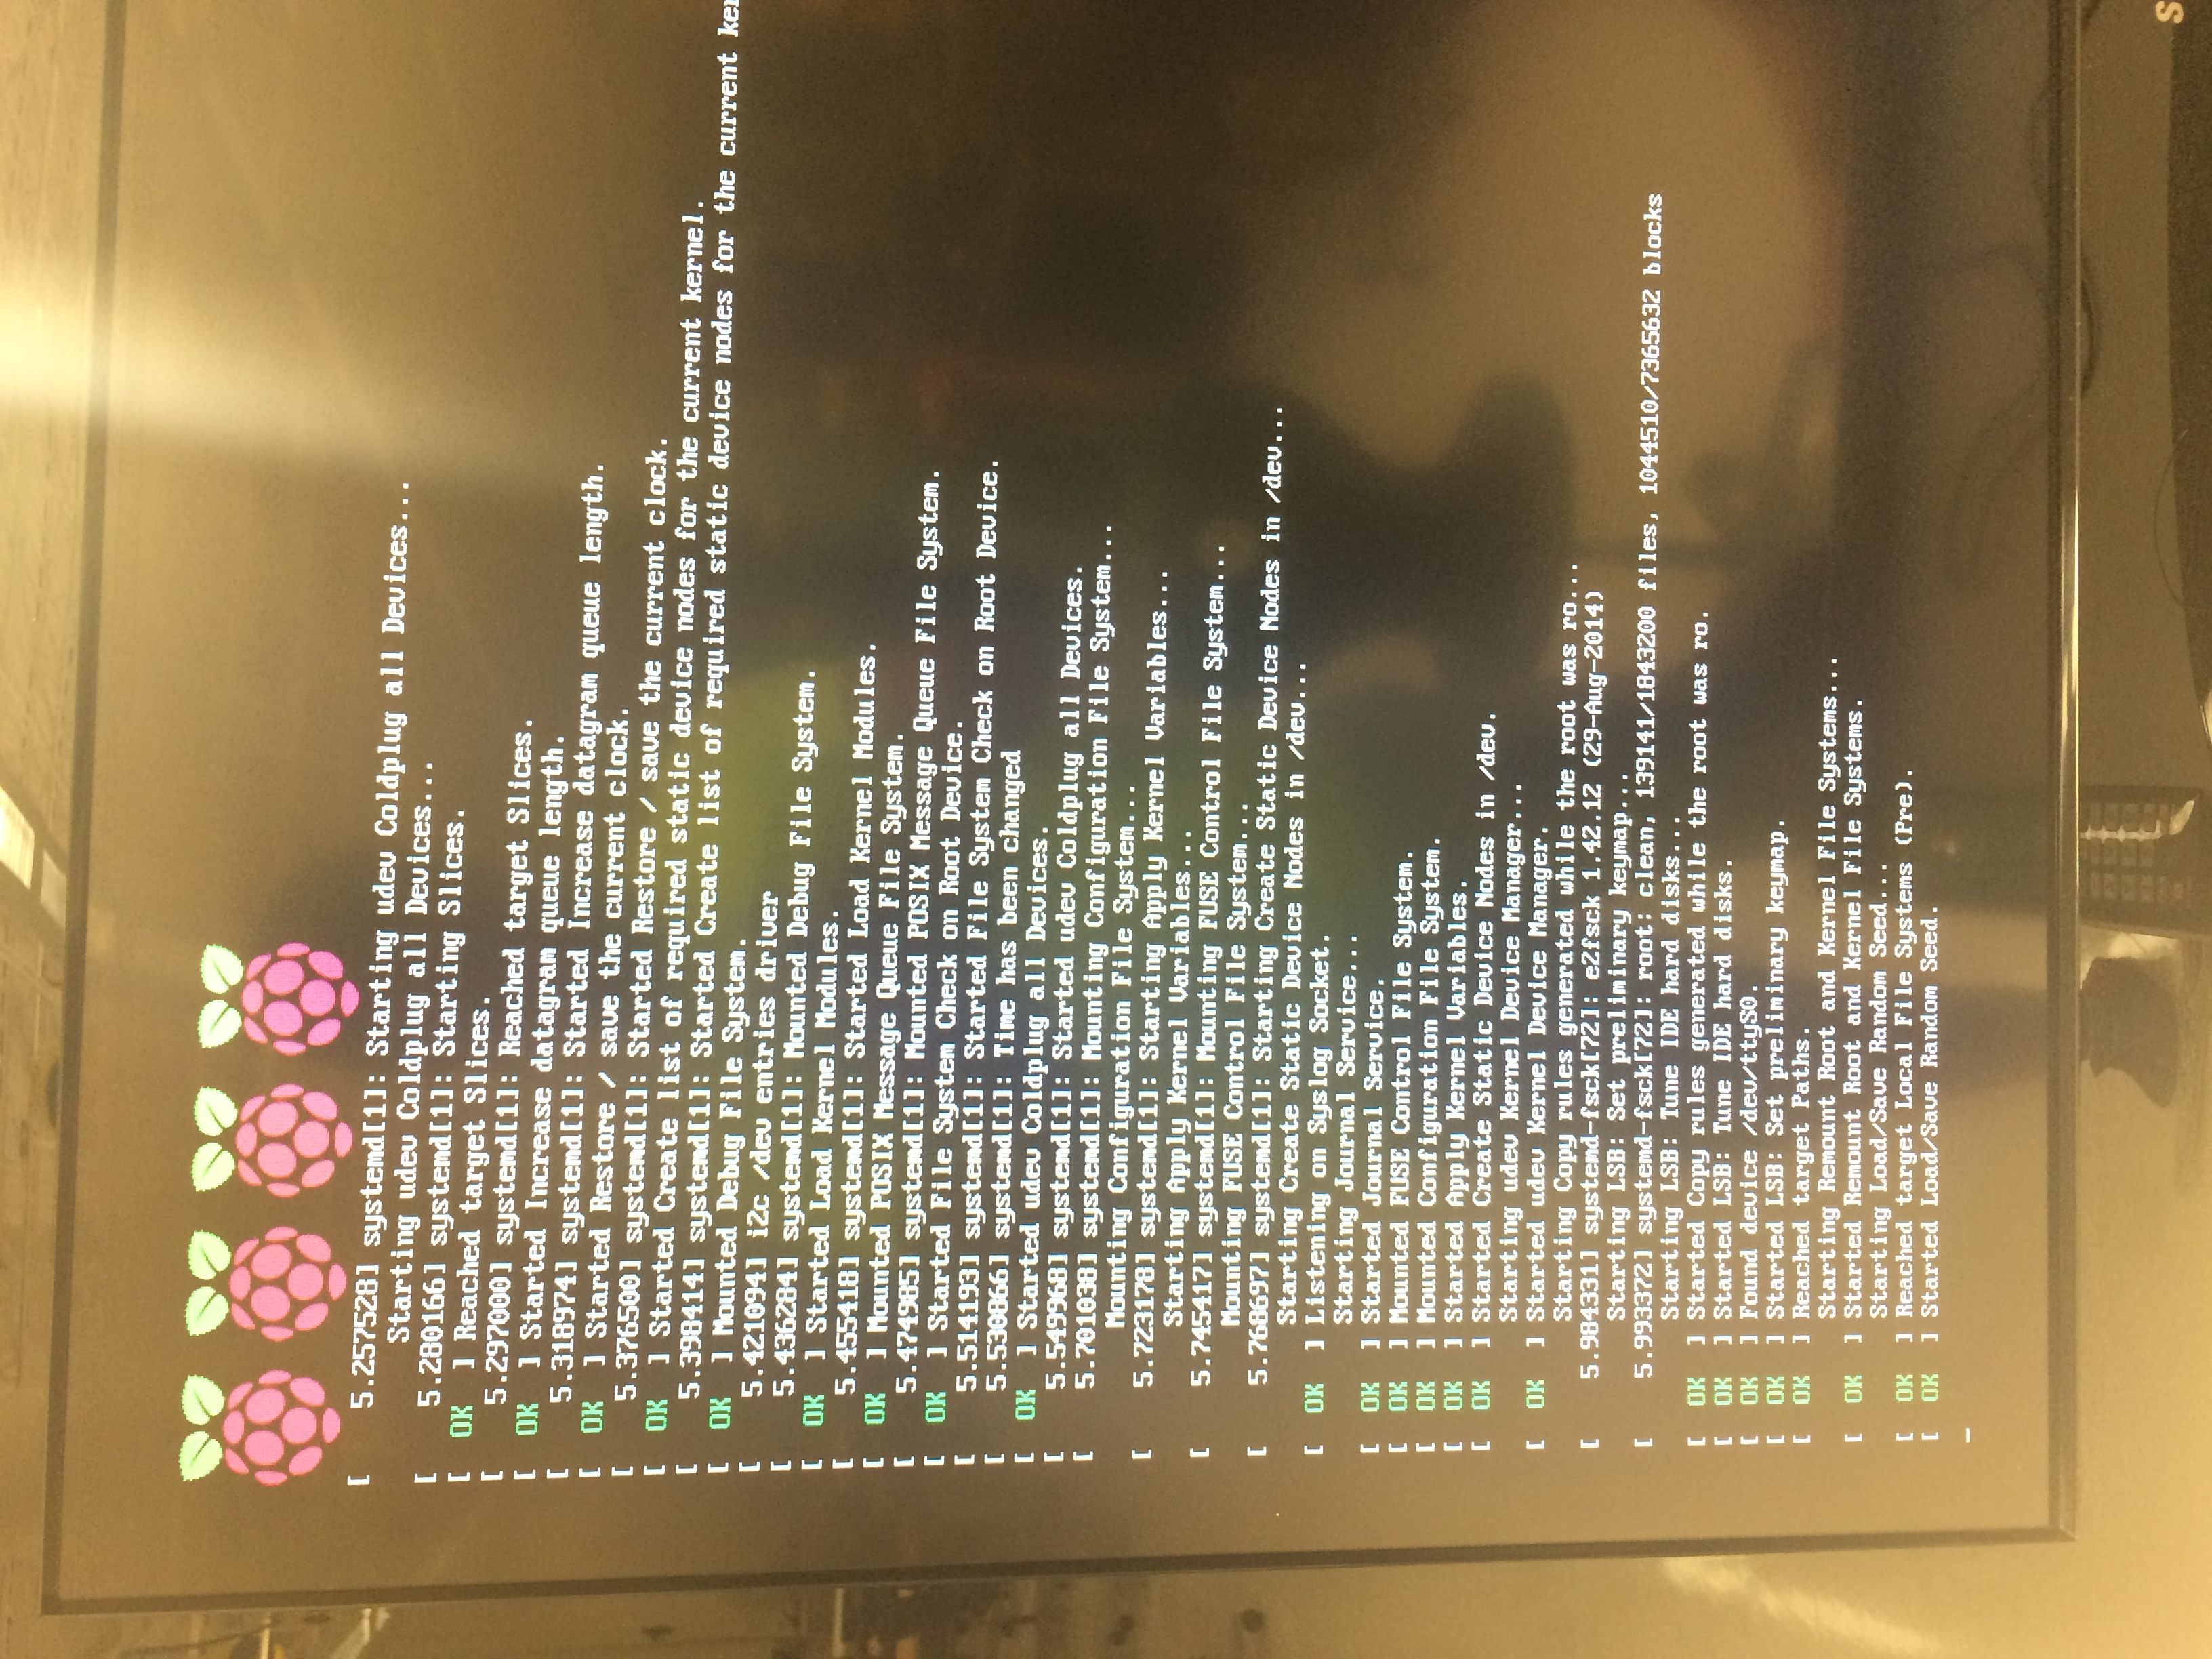 [    5.257528] systemd[1]: Starting udev Coldplug all Devices...
         Starting udev Coldplug all Devices...
[    5.280166] systemd[1]: Starting Slices.
[  OK  ] Reached target Slices.
[    5.297000] systemd[1]: Reached target Slices.
[  OK  ] Started Increase datagram queue length.
[    5.318974] systemd[1]: Started Increase datagram queue length.
[  OK  ] Started Restore / save the current clock.
[    5.376500] systemd[1]: Started Restore / save the current clock.
[  OK  ] Started Create list of required static device nodes for the current kernel.
[    5.398414] systemd[1]: Started Create list of required static device nodes for the current ker
[  OK  ] Mounted Debug File System.
[    5.421094] i2c /dev entries driver
[    5.436284] systemd[1]: Mounted Debug File System.
[  OK  ] Started Load Kernel Modules.
[    5.455418] systemd[1]: Started Load Kernel Modules.
[  OK  ] Mounted POSIX Message Queue File System.
[    5.474985] systemd[1]: Mounted POSIX Message Queue File System.
[  OK  ] Started File System Check on Root Device.
[    5.514193] systemd[1]: Started File System Check on Root Device.
[    5.530866] systemd[1]: Time has been changed
[  OK  ] Started udev Coldplug all Devices.
[    5.549968] systemd[1]: Started udev Coldplug all Devices.
[    5.701038] systemd[1]: Mounting Configuration File System...
         Mounting Configuration File System...
[    5.723178] systemd[1]: Starting Apply Kernel Variables...
         Starting Apply Kernel Variables...
[    5.745417] systemd[1]: Mounting FUSE Control File System...
         Mounting FUSE Control File System...
[    5.768697] systemd[1]: Starting Create Static Device Nodes in /dev...
         Starting Create Static Device Nodes in /dev...
[  OK  ] Listening on Syslog Socket.
         Starting Journal Service...
[  OK  ] Started Journal Service.
[  OK  ] Mounted FUSE Control File System.
[  OK  ] Mounted Configuration File System.
[  OK  ] Started Apply Kernel Variables.
[  OK  ] Started Create Static Device Nodes in /dev.
         Starting udev Kernel Device Manager...
[  OK  ] Started udev Kernel Device Manager.
         Starting Copy rules generated while the root was ro...
[    5.984331] systemd-fsck[72]: e2fsck 1.42.12 (29-Aug-2014)
         Starting LSB: Set preliminary keymap...
[    5.993372] systemd-fsck[72]: root: clean, 139141/1843200 files, 1044510/7365632 blocks
         Starting LSB: Tune IDE hard disks...
[  OK  ] Started Copy rules generated while the root was ro.
[  OK  ] Started LSB: Tune IDE hard disks.
[  OK  ] Found device /dev/ttyS0.
[  OK  ] Started LSB: Set preliminary keymap.
[  OK  ] Reached target Paths.
         Starting Remount Root and Kernel File Systems...
[  OK  ] Started Remount Root and Kernel File Systems.
         Starting Load/Save Random Seed...
[  OK  ] Reached target Local File Systems (Pre).
[  OK  ] Started Load/Save Random Seed.
_
S